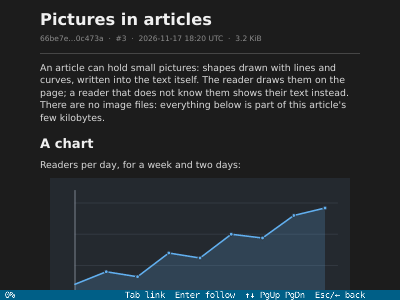 Pictures in articles
66be7e...0c473a · #3 · 2026-11-17 18:20 UTC · 3.2 KiB
An article can hold small pictures: shapes drawn with lines and
curves, written into the text itself. The reader draws them on the
page; a reader that does not know them shows their text instead.
There are no image files: everything below is part of this article's
few kilobytes.
A chart
Readers per day, for a week and two days:
0% Tab link Enter follow ↑↓ PgUp PgDn Esc/← back